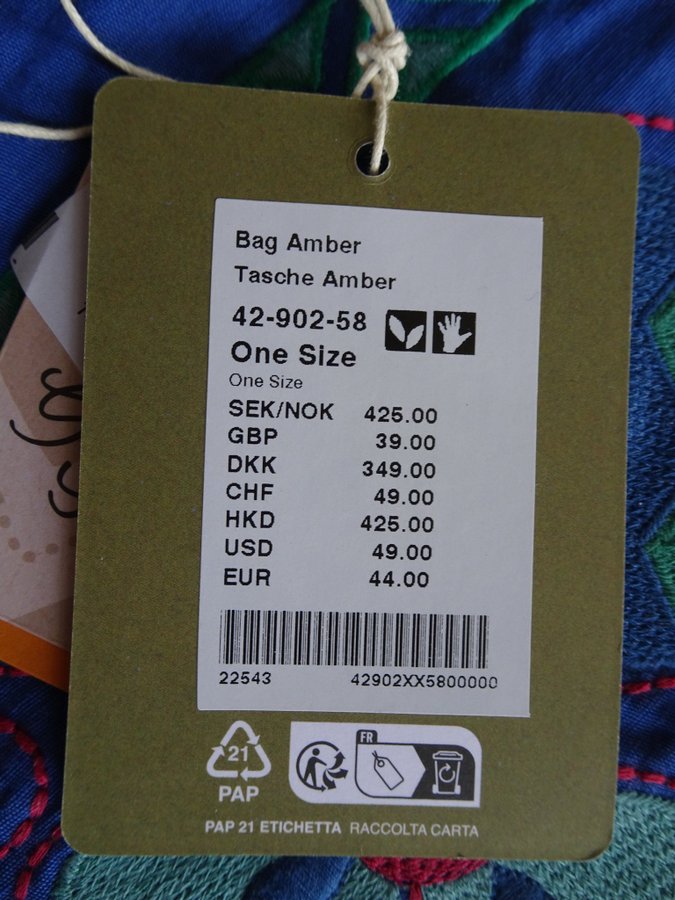 Bag Amber
Tasche Amber
42-902-58
One Size
One Size
SEK/NOK 425.00
GBP 39.00
DKK 349.00
CHF 49.00
HKD 425.00
USD 49.00
EUR 44.00
22543 42902XX5800000
21
PAP
FR
PAP 21 ETICHETTA RACCOLTA CARTA